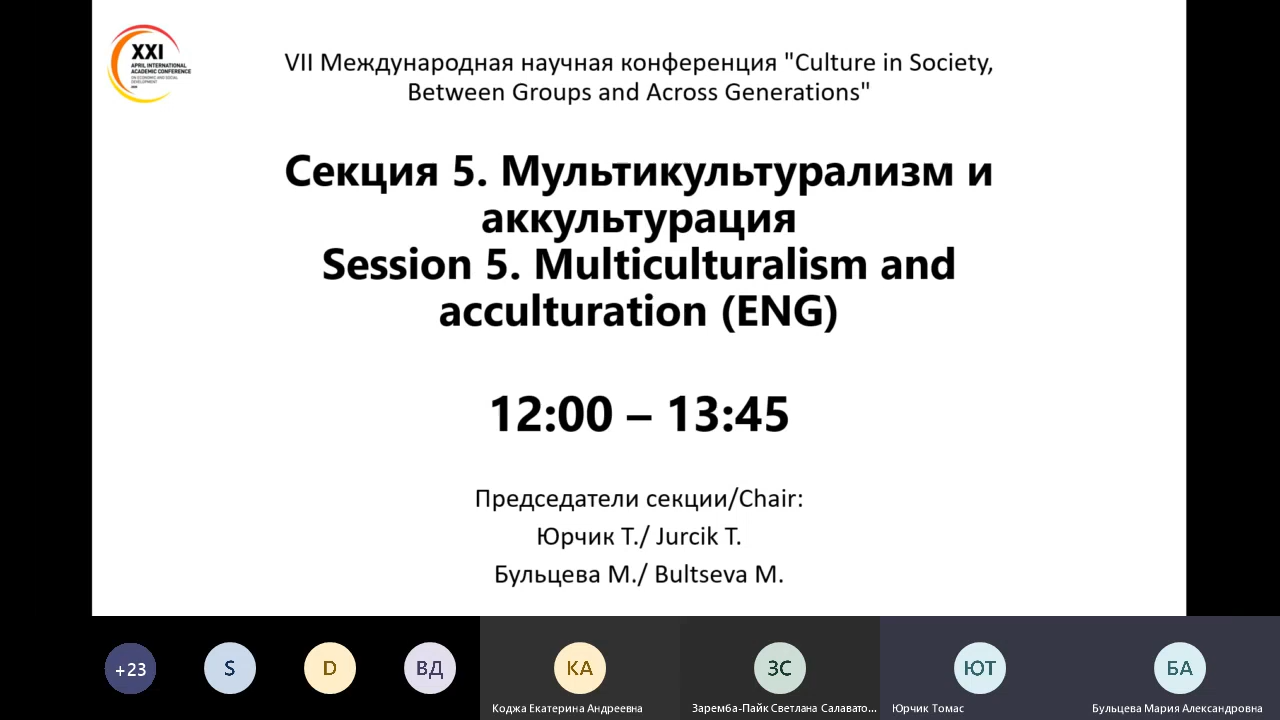 XXI
APRIL INTERNATIONAL
ACADEMIC CONFERENCE
ON ECONOMIC AND SOCIAL
DEVELOPMENT
VII Международная научная конференция "Culture in Society,
Between Groups and Across Generations"
Секция 5. Мультикультурализм и
аккультурация
Session 5. Multiculturalism and
acculturation (ENG)
12:00 – 13:45
Председатели секции/Chair:
Юрчик Т./ Jurcik T.
Бульцева М./ Bultseva M.
+23
S
D
ВД
КА
ЗС
ЮТ
БА
Коджа Екатерина Андреевна
Заремба-Пайк Светлана Салавато...
Юрчик Томас
Бульцева Мария Александровна